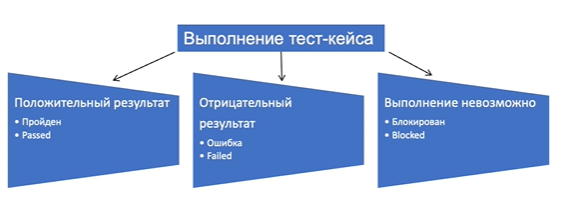 Выполнение тест-кейса
Положительный результат
• Пройден
• Passed
Отрицательный
результат
• Ошибка
• Failed
Выполнение невозможно
• Блокирован
• Blocked